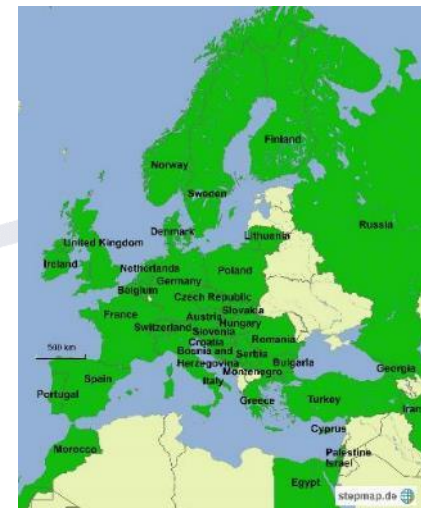 Finland
Norway
Sweden
Russia
Denmark
Lithuania
United Kingdom
Ireland
Netherlands
Poland
Germany
Belgium
Czech Republic
Slovakia
France
Austria
Hungary
Switzerland
Slovenia
Romania
Croatia
500 km
Bosnia and
Herzegovina
Serbia
Bulgaria
Georgia
Montenegro
Spain
Italy
Portugal
Greece
Turkey
Iran
Cyprus
Morocco
Palestine
Israel
Egypt
stepmap.de